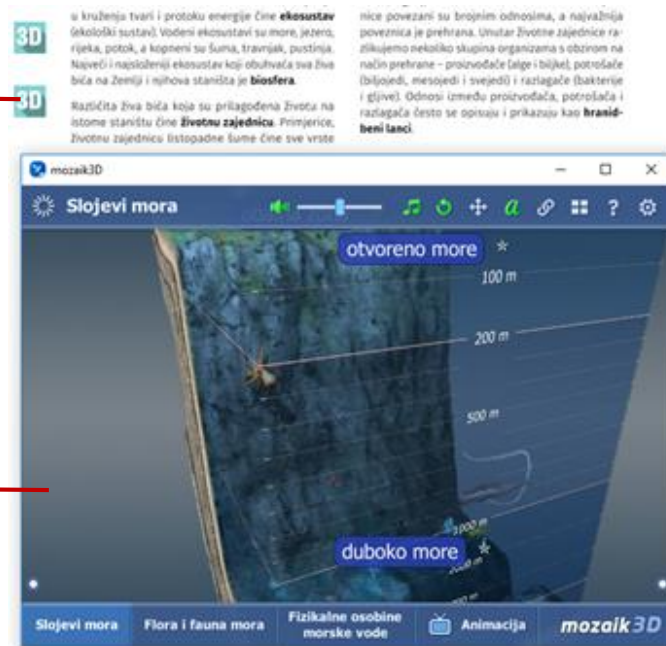 u kruženju tvari i protoku energije čine ekosustav
(ekološki sustav). Vodeni ekosustavi su more, jezero,
rijeka, potok, a kopneni su šuma, travnjak, pustinja.
Najveći i najsloženiji ekosustav koji obuhvaća sva živa
bića na Zemlji i njihova staništa je biosfera.
Različita živa bića koja su prilagođena životu na
istome staništu čine životnu zajednicu. Primjerice,
životnu zajednicu listopadne šume čine sve vrste
nice povezani su brojnim odnosima, a najvažnija
poveznica je prehrana. Unutar životne zajednice ra-
zlikujemo nekoliko skupina organizama s obzirom na
način prehrane – proizvođače (alge i biljke), potrošače
(biljojedi, mesojedi i svejedi) i razlagače (bakterije
i gljive). Odnosi između proizvođača, potrošača i
razlagača često se opisuju i prikazuju kao hranid-
beni lanci.
3D
3D
mozaik3D
Slojevi mora
a
?
otvoreno more
100 m
200 m
500 m
1000 m
duboko more
Slojevi mora
Flora i fauna mora
Fizikalne osobine
morske vode
Animacija
mozaik3D